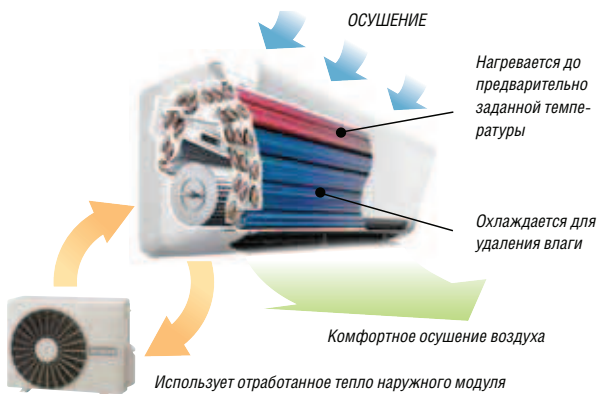 ОСУШЕНИЕ
Нагревается до
предварительно
заданной темпе-
ратуры
Охлаждается для
удаления влаги
Комфортное осушение воздуха
Использует отработанное тепло наружного модуля